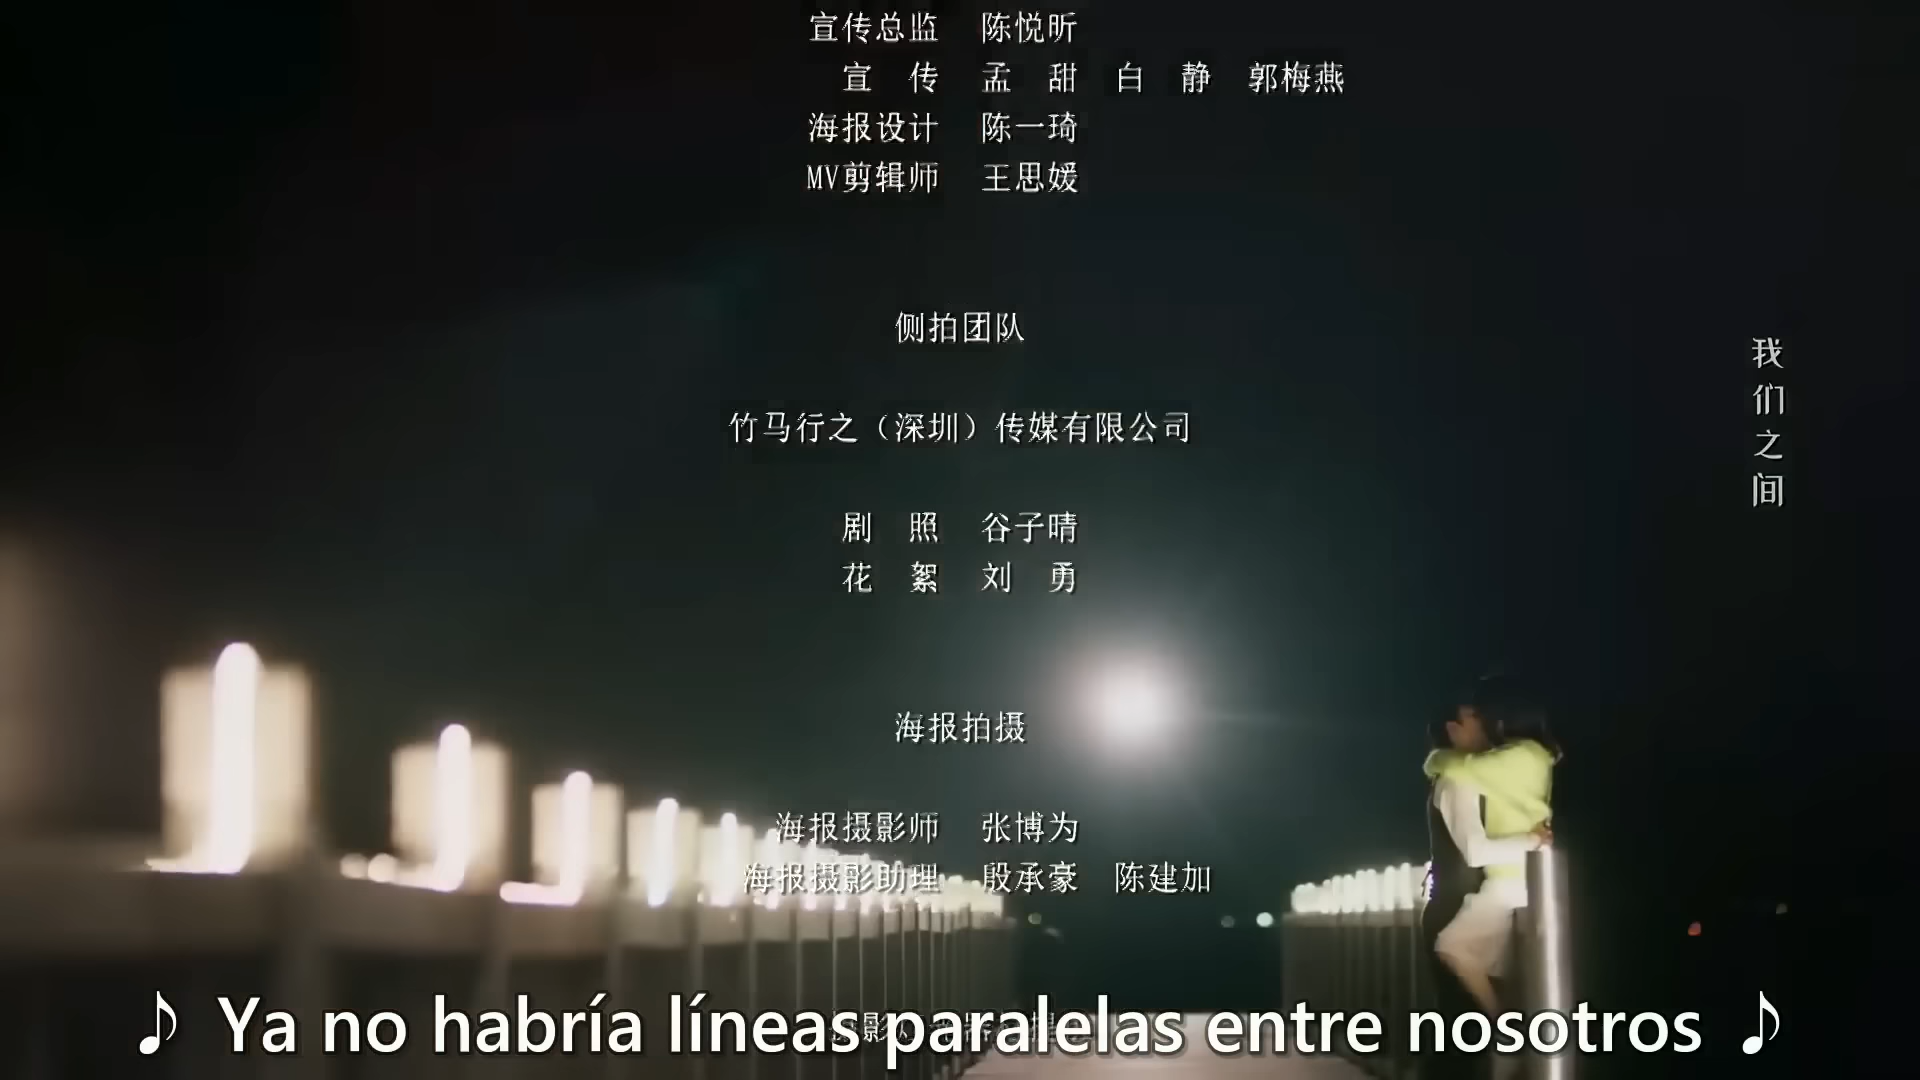 宣传总监 陈悦昕
宣 传 孟 甜 白 静 郭梅燕
海报设计 陈一琦
MV剪辑师 王思媛
侧拍团队
竹马行之（深圳）传媒有限公司
剧 照 谷子晴
花 絮 刘 勇
海报拍摄
海报摄影师 张博为
海报摄影助理 殷承豪 陈建加
我们之间
♪ Ya no habría líneas paralelas entre nosotros ♪